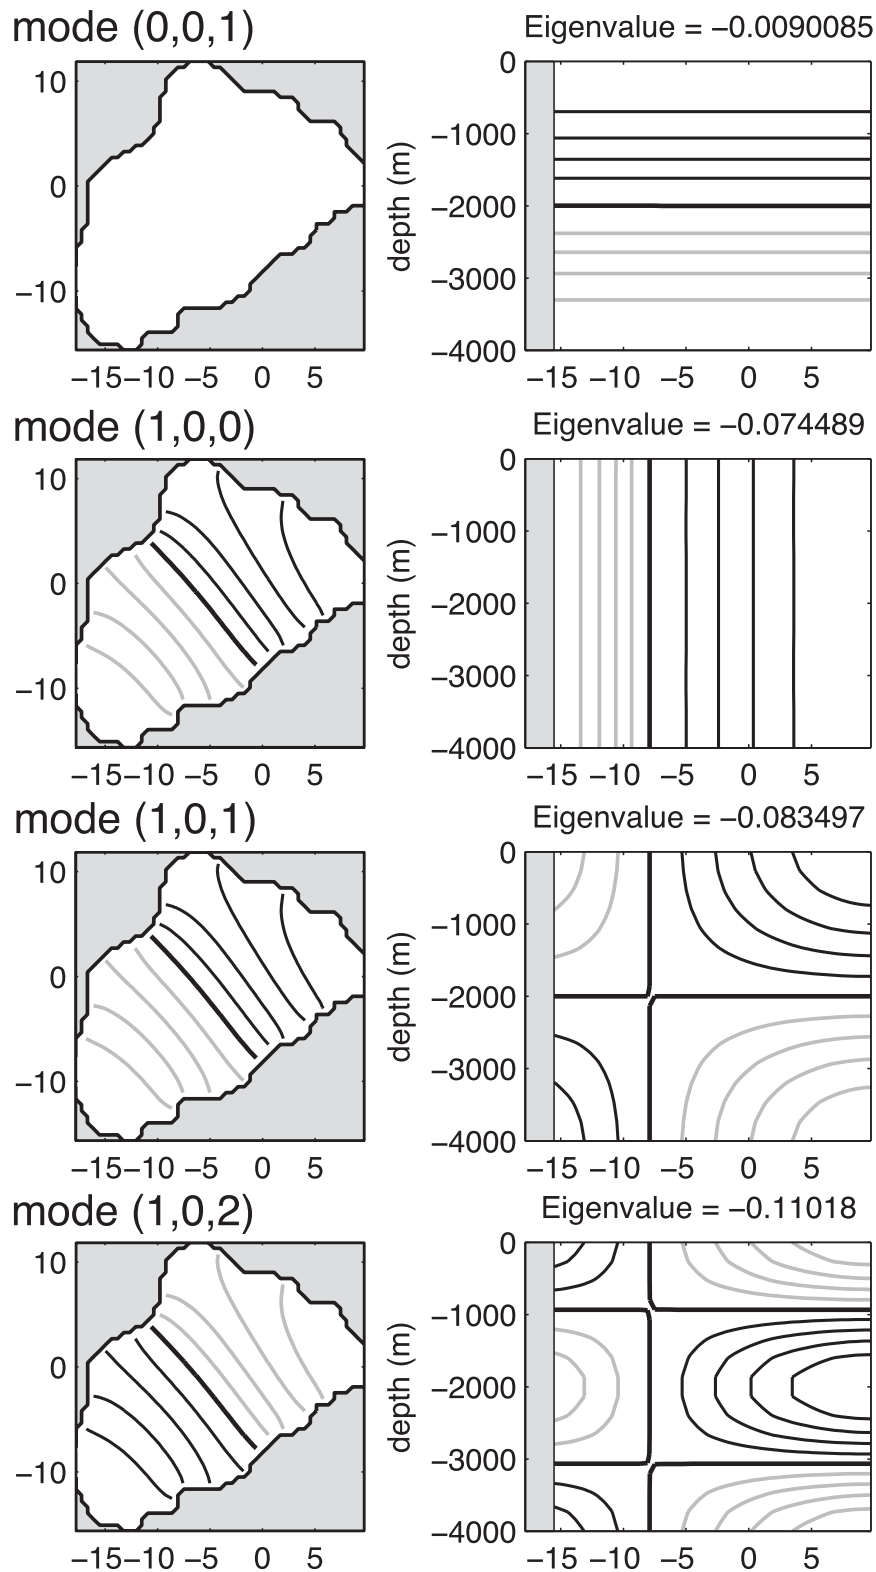 mode (0,0,1) Eigenvalue = −0.0090085
10 0 −10
−15 −10 −5 0 5
depth (m)
0 −1000 −2000 −3000 −4000
−15 −10 −5 0 5
mode (1,0,0) Eigenvalue = −0.074489
10 0 −10
−15 −10 −5 0 5
depth (m)
0 −1000 −2000 −3000 −4000
−15 −10 −5 0 5
mode (1,0,1) Eigenvalue = −0.083497
10 0 −10
−15 −10 −5 0 5
depth (m)
0 −1000 −2000 −3000 −4000
−15 −10 −5 0 5
mode (1,0,2) Eigenvalue = −0.11018
10 0 −10
−15 −10 −5 0 5
depth (m)
0 −1000 −2000 −3000 −4000
−15 −10 −5 0 5